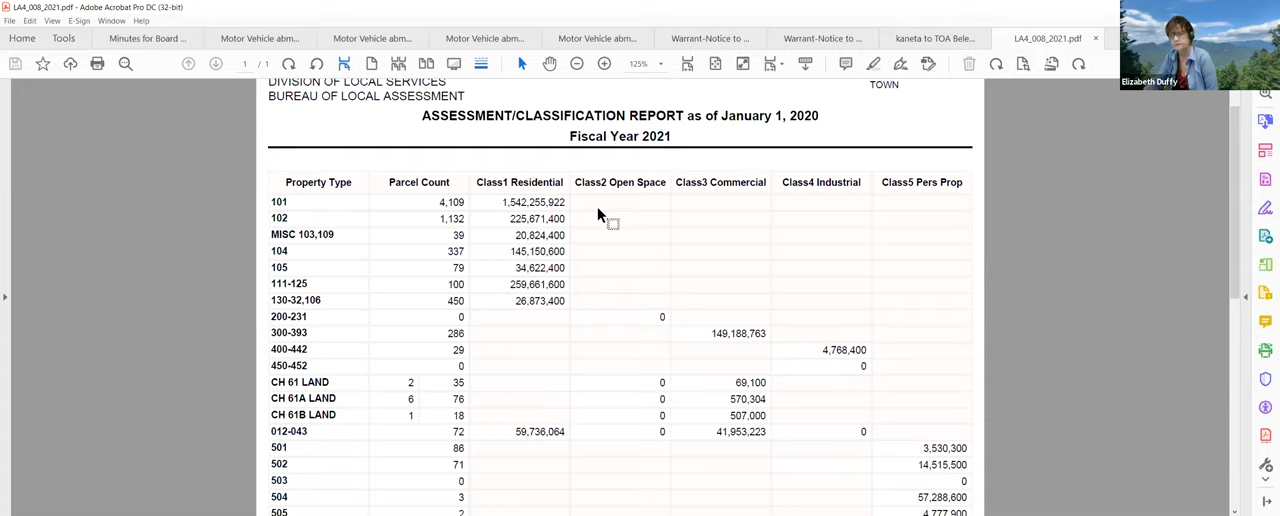 LA4_008_2021.pdf - Adobe Acrobat Pro DC (32-bit)
File Edit View E-Sign Window Help
Home Tools Minutes for Board ... Motor Vehicle abm... Motor Vehicle abm... Motor Vehicle abm... Motor Vehicle abm... Warrant-Notice to ... Warrant-Notice to ... kaneta to TOA Bele... LA4_008_2021.pdf ×
1 / 1 125%
Elizabeth Duffy
DIVISION OF LOCAL SERVICES TOWN
BUREAU OF LOCAL ASSESSMENT
ASSESSMENT/CLASSIFICATION REPORT as of January 1, 2020
Fiscal Year 2021
Property Type Parcel Count Class1 Residential Class2 Open Space Class3 Commercial Class4 Industrial Class5 Pers Prop
101 4,109 1,542,255,922
102 1,132 225,671,400
MISC 103,109 39 20,824,400
104 337 145,150,600
105 79 34,622,400
111-125 100 259,661,600
130-32,106 450 26,873,400
200-231 0 0
300-393 286 149,188,763
400-442 29 4,768,400
450-452 0 0
CH 61 LAND 2 35 0 69,100
CH 61A LAND 6 76 0 570,304
CH 61B LAND 1 18 0 507,000
012-043 72 59,736,064 0 41,953,223 0
501 86 3,530,300
502 71 14,515,500
503 0 0
504 3 57,288,600
505 2 4,777,900